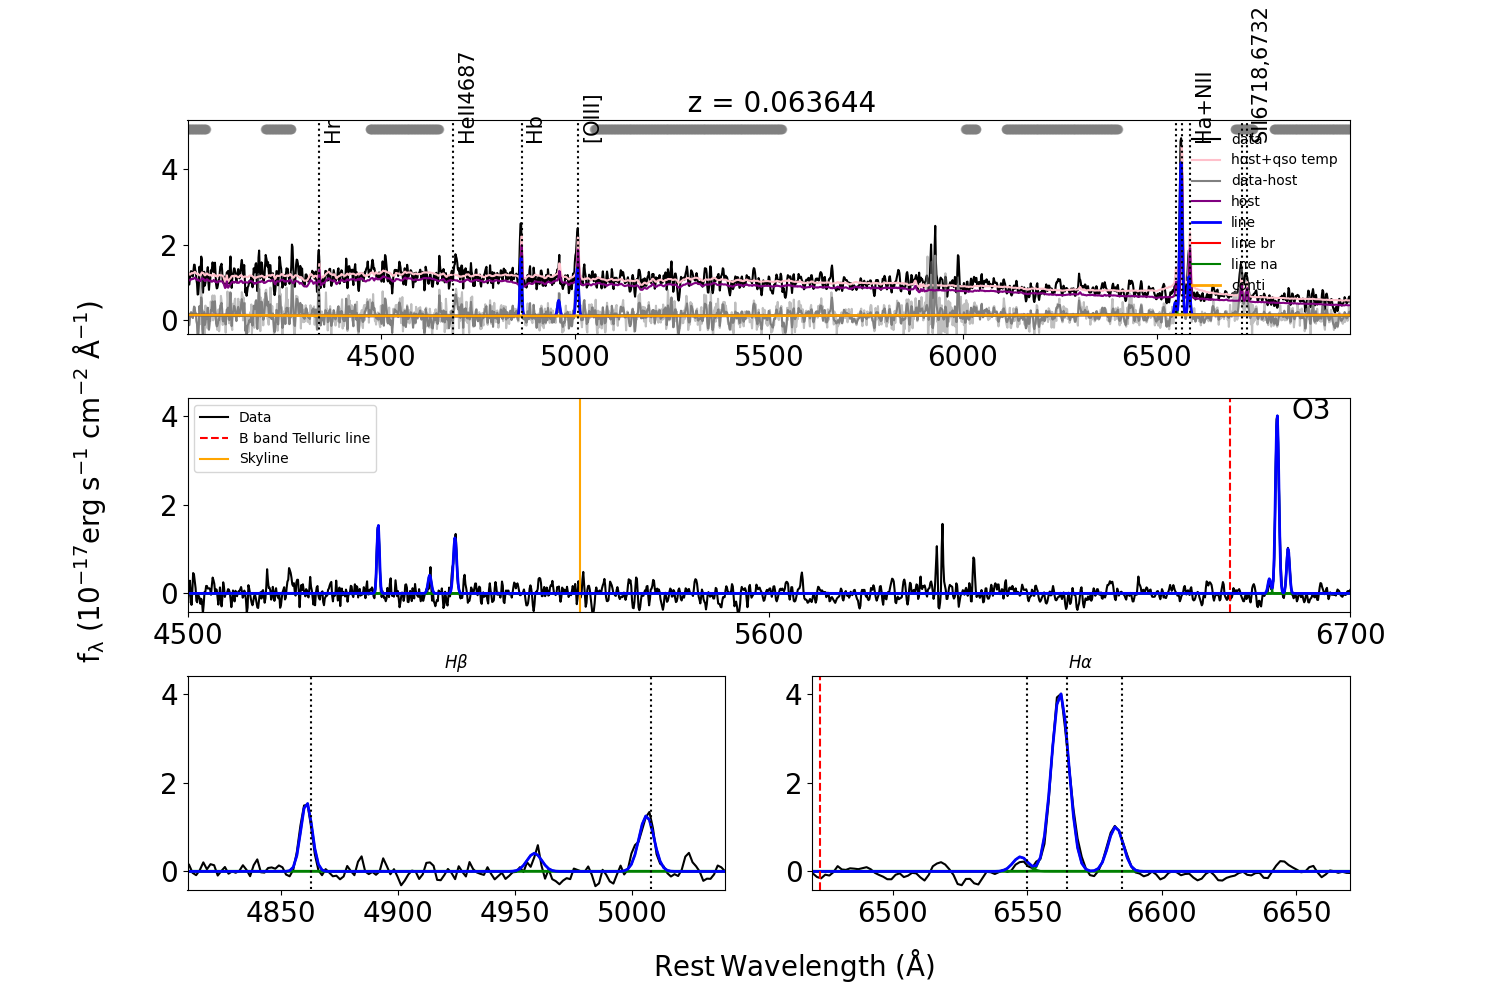 z = 0.063644
Hr
HeII4687
Hb
[OIII]
Ha+NII
SII6718,6732
data
host+qso temp
data-host
host
line
line br
line na
conti
4
2
0
4500
5000
5500
6000
6500
fλ (10⁻¹⁷erg s⁻¹ cm⁻² Å⁻¹)
Data
B band Telluric line
Skyline
O3
4
2
0
4500
5600
6700
Hβ
4
2
0
4850
4900
4950
5000
Hα
4
2
0
6500
6550
6600
6650
Rest Wavelength (Å)